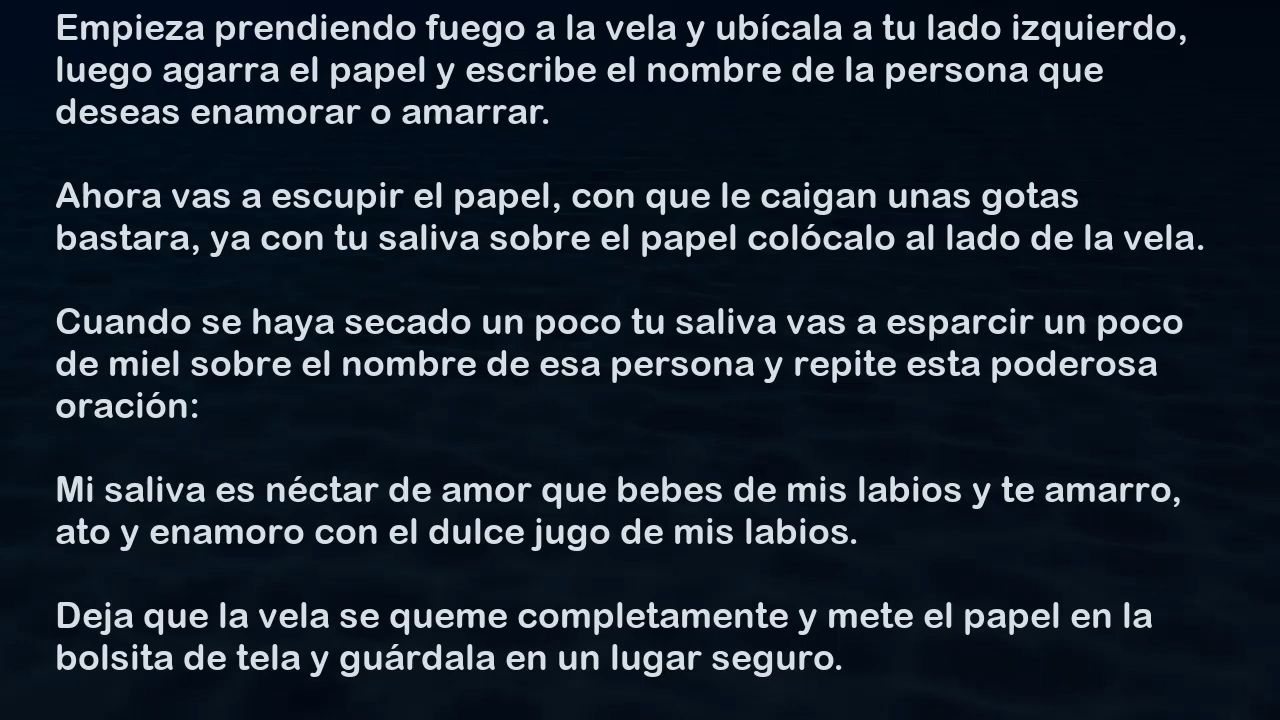 Empieza prendiendo fuego a la vela y ubícala a tu lado izquierdo,
luego agarra el papel y escribe el nombre de la persona que
deseas enamorar o amarrar.
Ahora vas a escupir el papel, con que le caigan unas gotas
bastara, ya con tu saliva sobre el papel colócalo al lado de la vela.
Cuando se haya secado un poco tu saliva vas a esparcir un poco
de miel sobre el nombre de esa persona y repite esta poderosa
oración:
Mi saliva es néctar de amor que bebes de mis labios y te amarro,
ato y enamoro con el dulce jugo de mis labios.
Deja que la vela se queme completamente y mete el papel en la
bolsita de tela y guárdala en un lugar seguro.